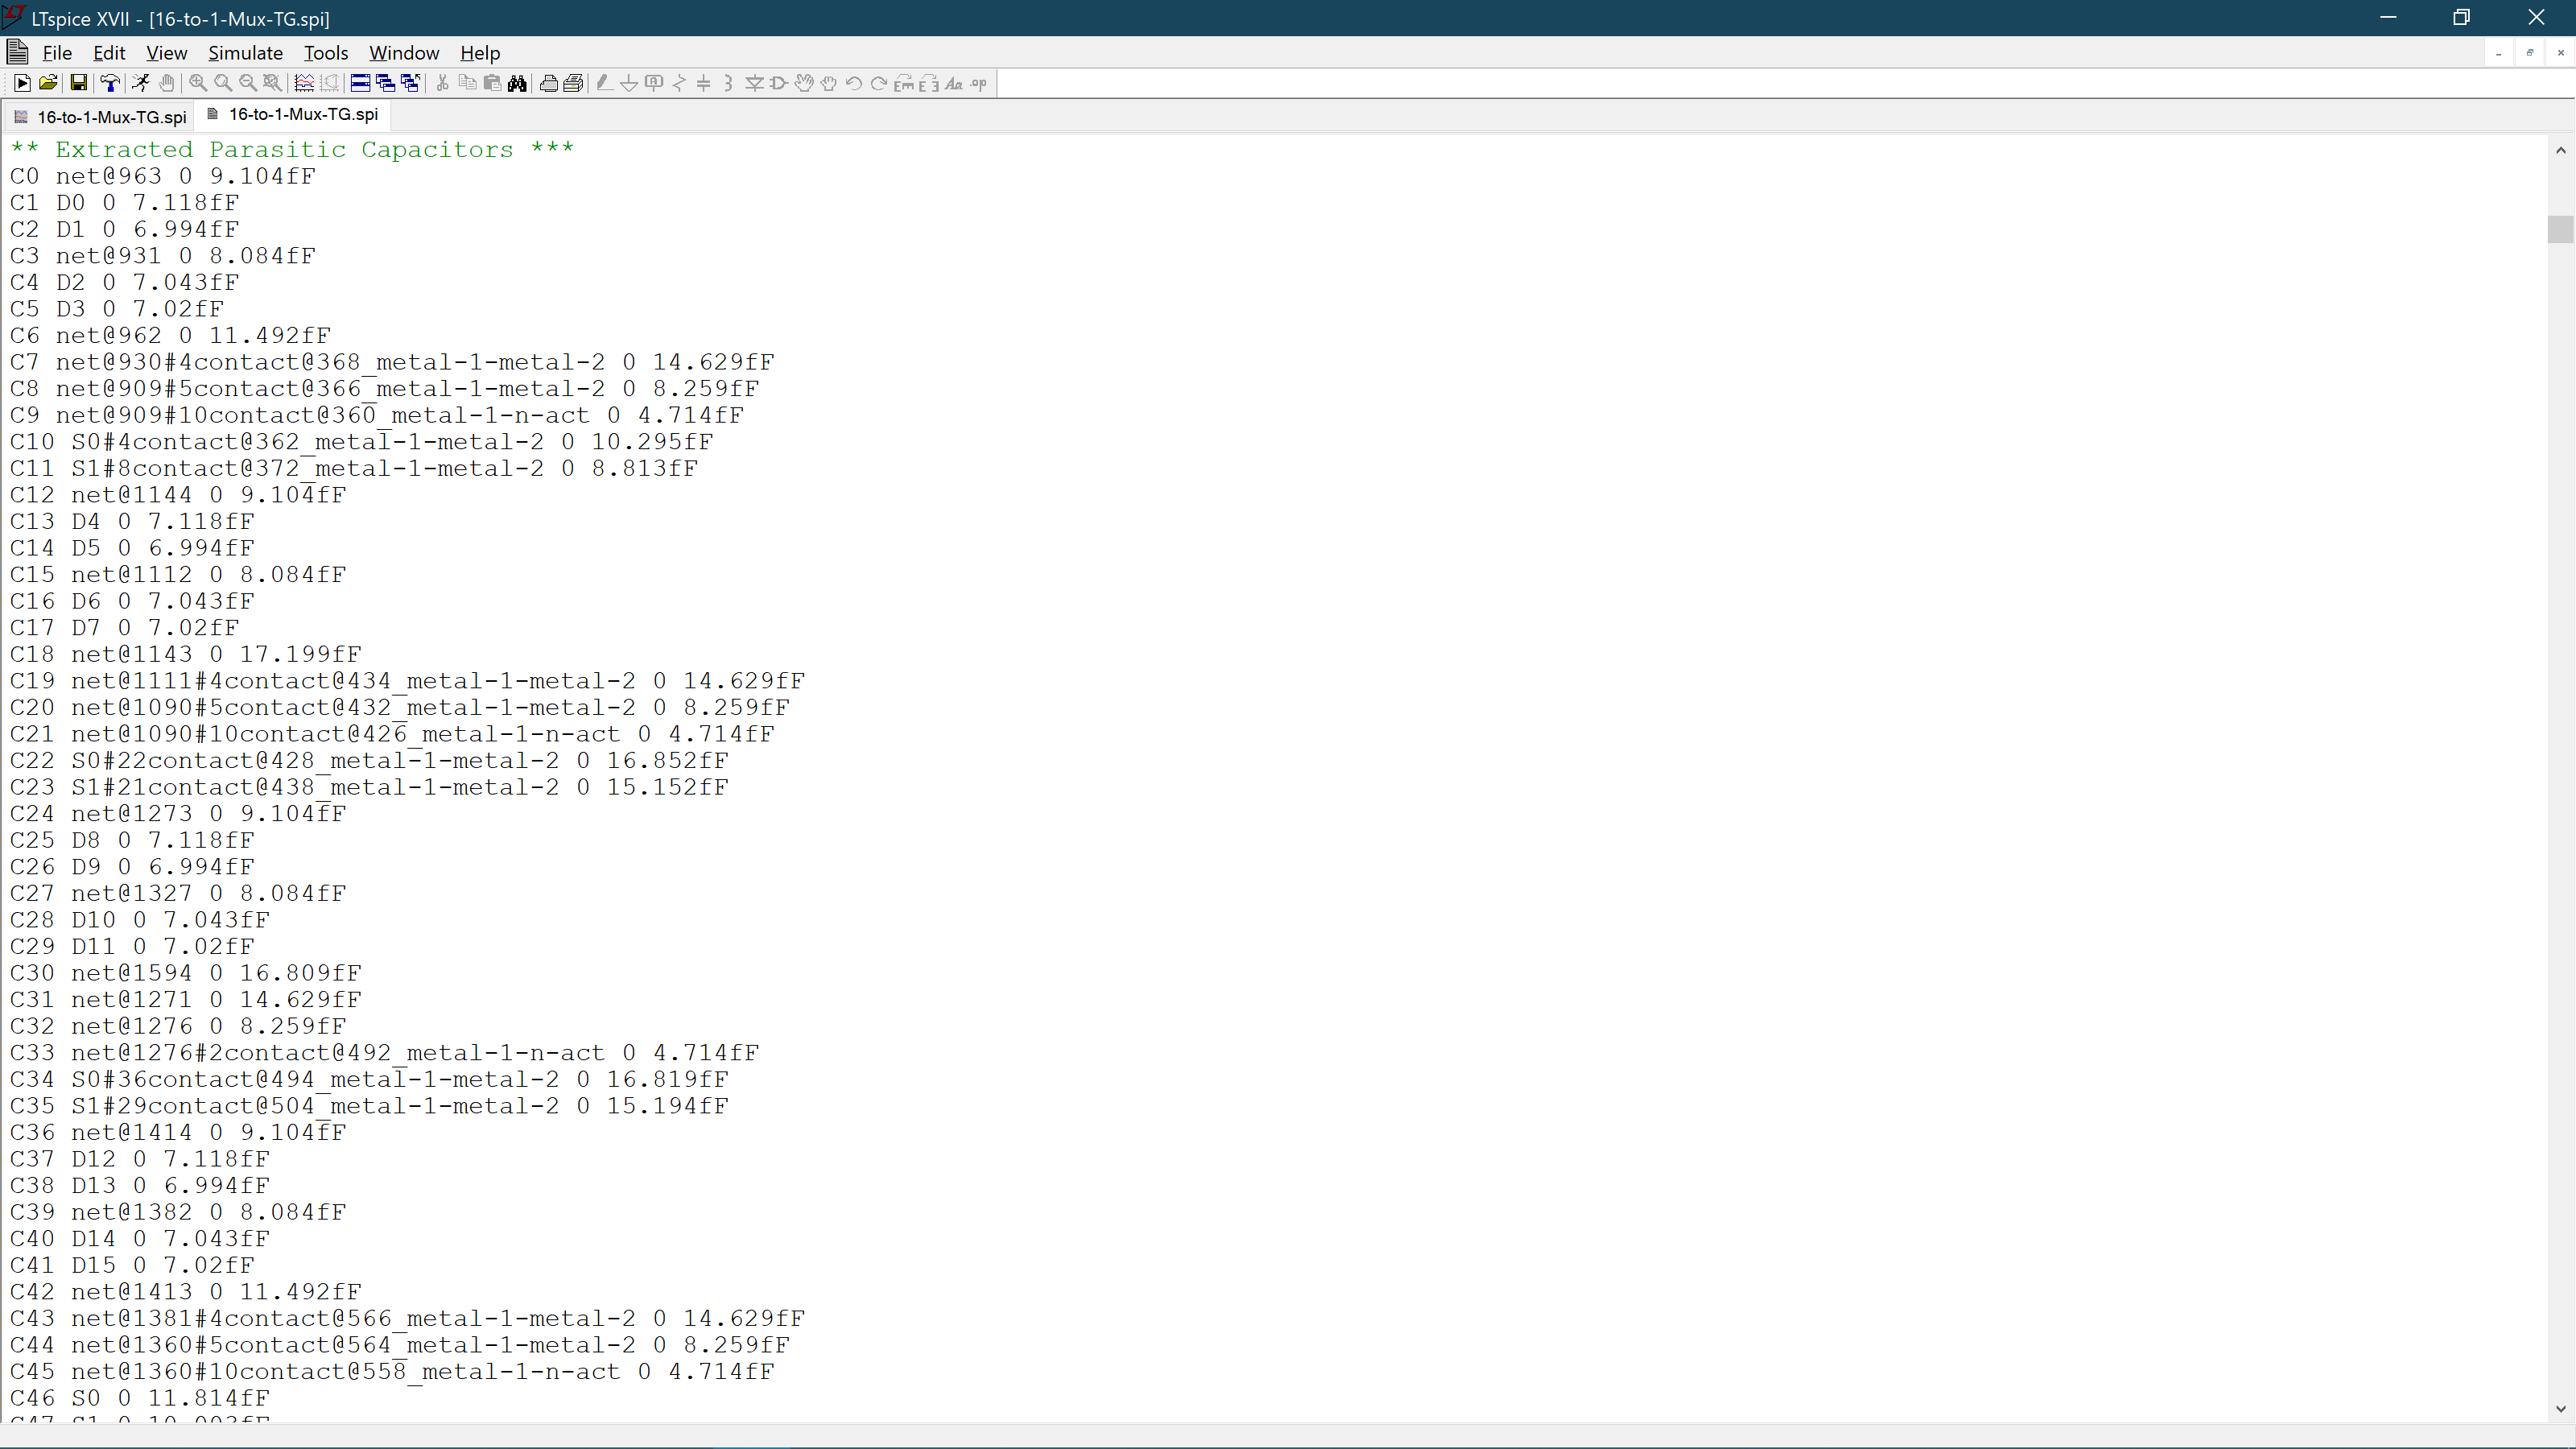 LTspice XVII - [16-to-1-Mux-TG.spi]
File Edit View Simulate Tools Window Help
16-to-1-Mux-TG.spi 16-to-1-Mux-TG.spi
** Extracted Parasitic Capacitors ***
C0 net@963 0 9.104fF
C1 D0 0 7.118fF
C2 D1 0 6.994fF
C3 net@931 0 8.084fF
C4 D2 0 7.043fF
C5 D3 0 7.02fF
C6 net@962 0 11.492fF
C7 net@930#4contact@368_metal-1-metal-2 0 14.629fF
C8 net@909#5contact@366_metal-1-metal-2 0 8.259fF
C9 net@909#10contact@360_metal-1-n-act 0 4.714fF
C10 S0#4contact@362_metal-1-metal-2 0 10.295fF
C11 S1#8contact@372_metal-1-metal-2 0 8.813fF
C12 net@1144 0 9.104fF
C13 D4 0 7.118fF
C14 D5 0 6.994fF
C15 net@1112 0 8.084fF
C16 D6 0 7.043fF
C17 D7 0 7.02fF
C18 net@1143 0 17.199fF
C19 net@1111#4contact@434_metal-1-metal-2 0 14.629fF
C20 net@1090#5contact@432_metal-1-metal-2 0 8.259fF
C21 net@1090#10contact@426_metal-1-n-act 0 4.714fF
C22 S0#22contact@428_metal-1-metal-2 0 16.852fF
C23 S1#21contact@438_metal-1-metal-2 0 15.152fF
C24 net@1273 0 9.104fF
C25 D8 0 7.118fF
C26 D9 0 6.994fF
C27 net@1327 0 8.084fF
C28 D10 0 7.043fF
C29 D11 0 7.02fF
C30 net@1594 0 16.809fF
C31 net@1271 0 14.629fF
C32 net@1276 0 8.259fF
C33 net@1276#2contact@492_metal-1-n-act 0 4.714fF
C34 S0#36contact@494_metal-1-metal-2 0 16.819fF
C35 S1#29contact@504_metal-1-metal-2 0 15.194fF
C36 net@1414 0 9.104fF
C37 D12 0 7.118fF
C38 D13 0 6.994fF
C39 net@1382 0 8.084fF
C40 D14 0 7.043fF
C41 D15 0 7.02fF
C42 net@1413 0 11.492fF
C43 net@1381#4contact@566_metal-1-metal-2 0 14.629fF
C44 net@1360#5contact@564_metal-1-metal-2 0 8.259fF
C45 net@1360#10contact@558_metal-1-n-act 0 4.714fF
C46 S0 0 11.814fF
C47 S1 0 10.003fF